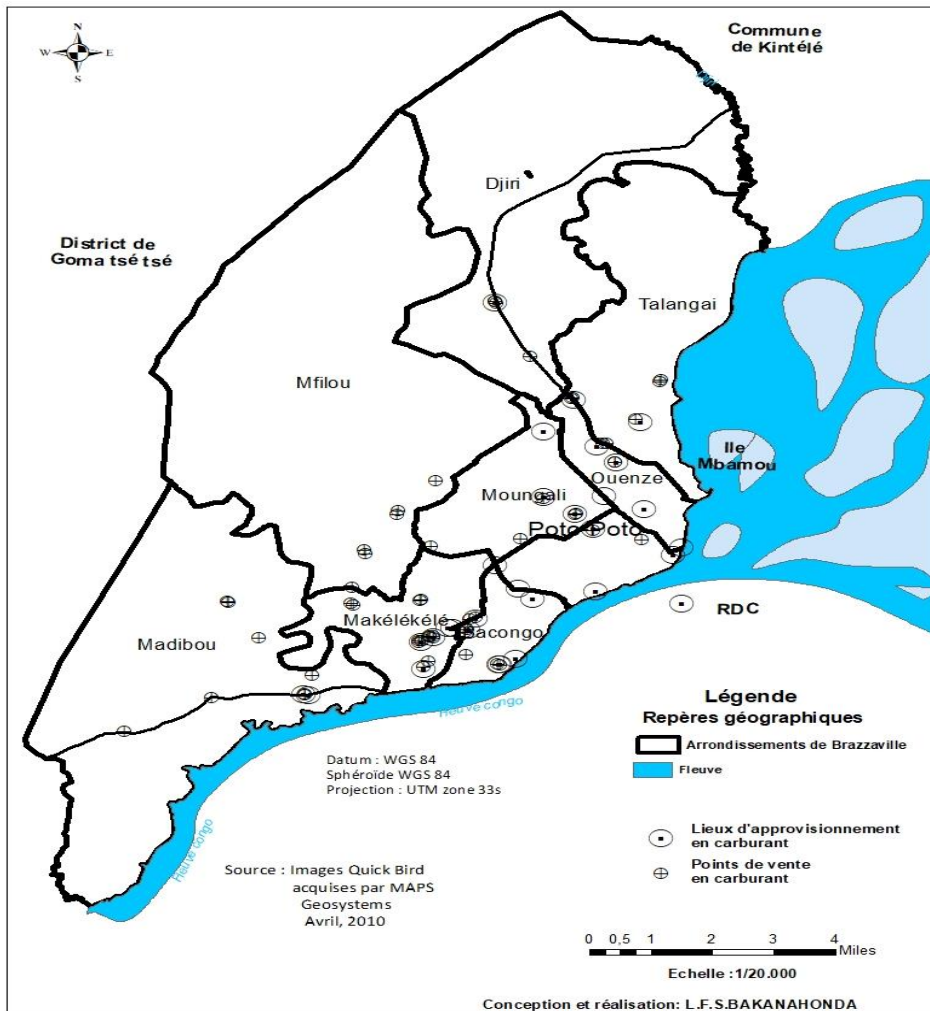 N
W E
S
Commune
de Kintélé
Djiri
Djiri
District de
Goma tsé tsé
Talangai
Mfilou
Ile
Mbamou
Ouenze
Moungali
Poto-Poto
RDC
Makélékélé
Bacongo
Madibou
Fleuve congo
Fleuve congo
Légende
Repères géographiques
Arrondissements de Brazzaville
Fleuve
Lieux d'approvisionnement
en carburant
Points de vente
en carburant
Datum : WGS 84
Sphéroïde WGS 84
Projection : UTM zone 33s
Source : Images Quick Bird
acquises par MAPS
Geosystems
Avril, 2010
0 0,5 1 2 3 4
Miles
Echelle :1/20.000
Conception et réalisation: L.F.S.BAKANAHONDA